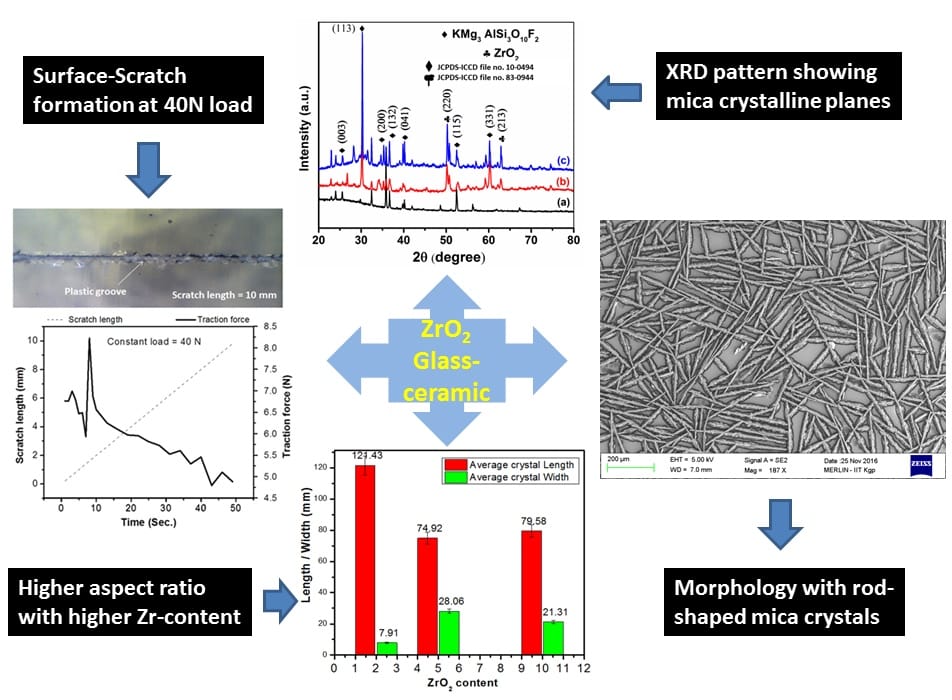 Surface-Scratch
formation at 40N load
XRD pattern showing
mica crystalline planes
(113)
KMg3 AlSi3O10F2
ZrO2
JCPDS-ICCD file no. 10-0494
JCPDS-ICCD file no. 83-0944
(003)
(200)
(132)
(041)
(220)
(115)
(331)
(213)
(c)
(b)
(a)
Intensity (a.u.)
20 30 40 50 60 70 80
2θ (degree)
Plastic groove
Scratch length = 10 mm
Scratch length Traction force
Constant load = 40 N
10
8
6
4
2
0
Scratch length (mm)
8.5
8.0
7.5
7.0
6.5
6.0
5.5
5.0
4.5
Traction force (N)
0 10 20 30 40 50
Time (Sec.)
ZrO2
Glass-
ceramic
200 µm
EHT = 5.00 kV
WD = 7.0 mm
Signal A = SE2
Mag = 187 X
Date :25 Nov 2016
MERLIN - IIT Kgp
ZEISS
Average crystal Length
Average crystal Width
121.43
7.91
74.92
28.06
79.58
21.31
120
100
80
60
40
20
0
Length / Width (mm)
0 1 2 3 4 5 6 7 8 9 10 11 12
ZrO2 content
Higher aspect ratio
with higher Zr-content
Morphology with rod-
shaped mica crystals